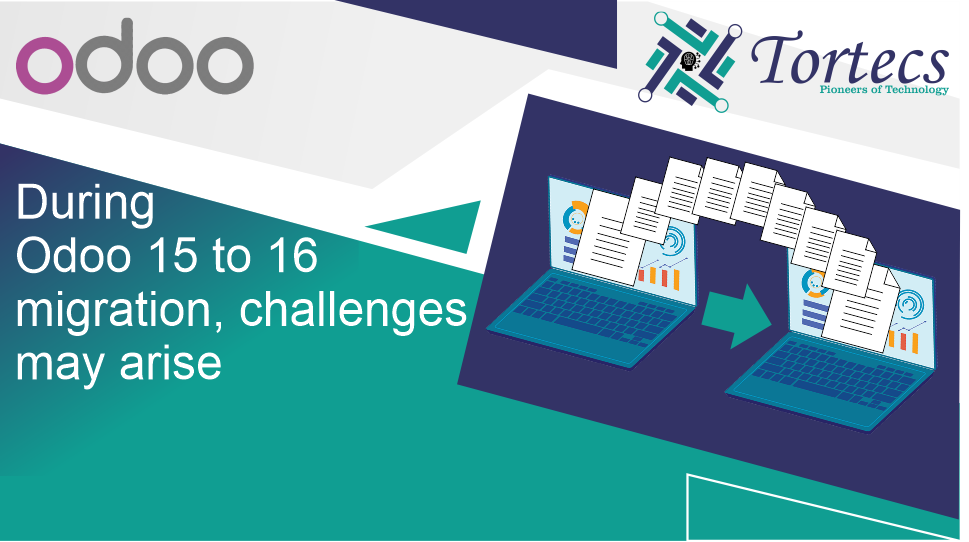 odoo
Tortecs
Pioneers of Technology
During
Odoo 15 to 16
migration, challenges
may arise